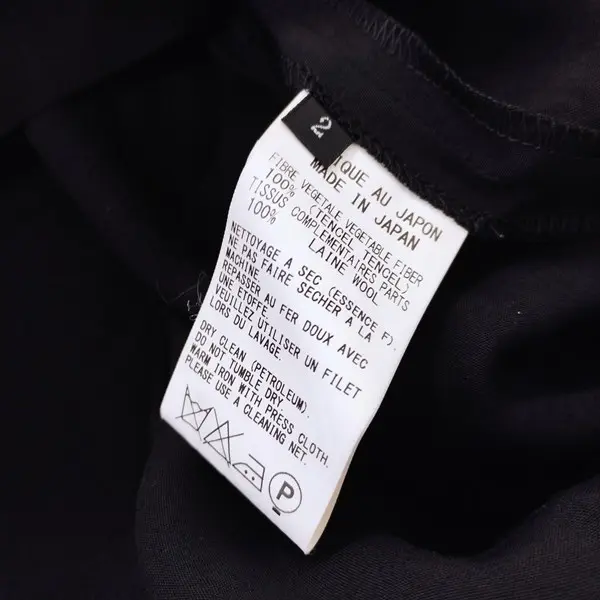 2
IQUE AU JAPON
MADE IN JAPAN
FIBRE VEGETALE VEGETABLE FIBER
100% (TENCEL TENCEL)
TISSUS COMPLEMENTAIRES PARTS
100% LAINE WOOL
NETTOYAGE A SEC (ESSENCE F).
NE PAS FAIRE SECHER A LA
MACHINE.
REPASSER AU FER DOUX AVEC
UNE ETOFFE.
VEUILLEZ UTILISER UN FILET
LORS DU LAVAGE.
DRY CLEAN (PETROLEUM).
DO NOT TUMBLE DRY.
WARM IRON WITH PRESS CLOTH.
PLEASE USE A CLEANING NET.
P